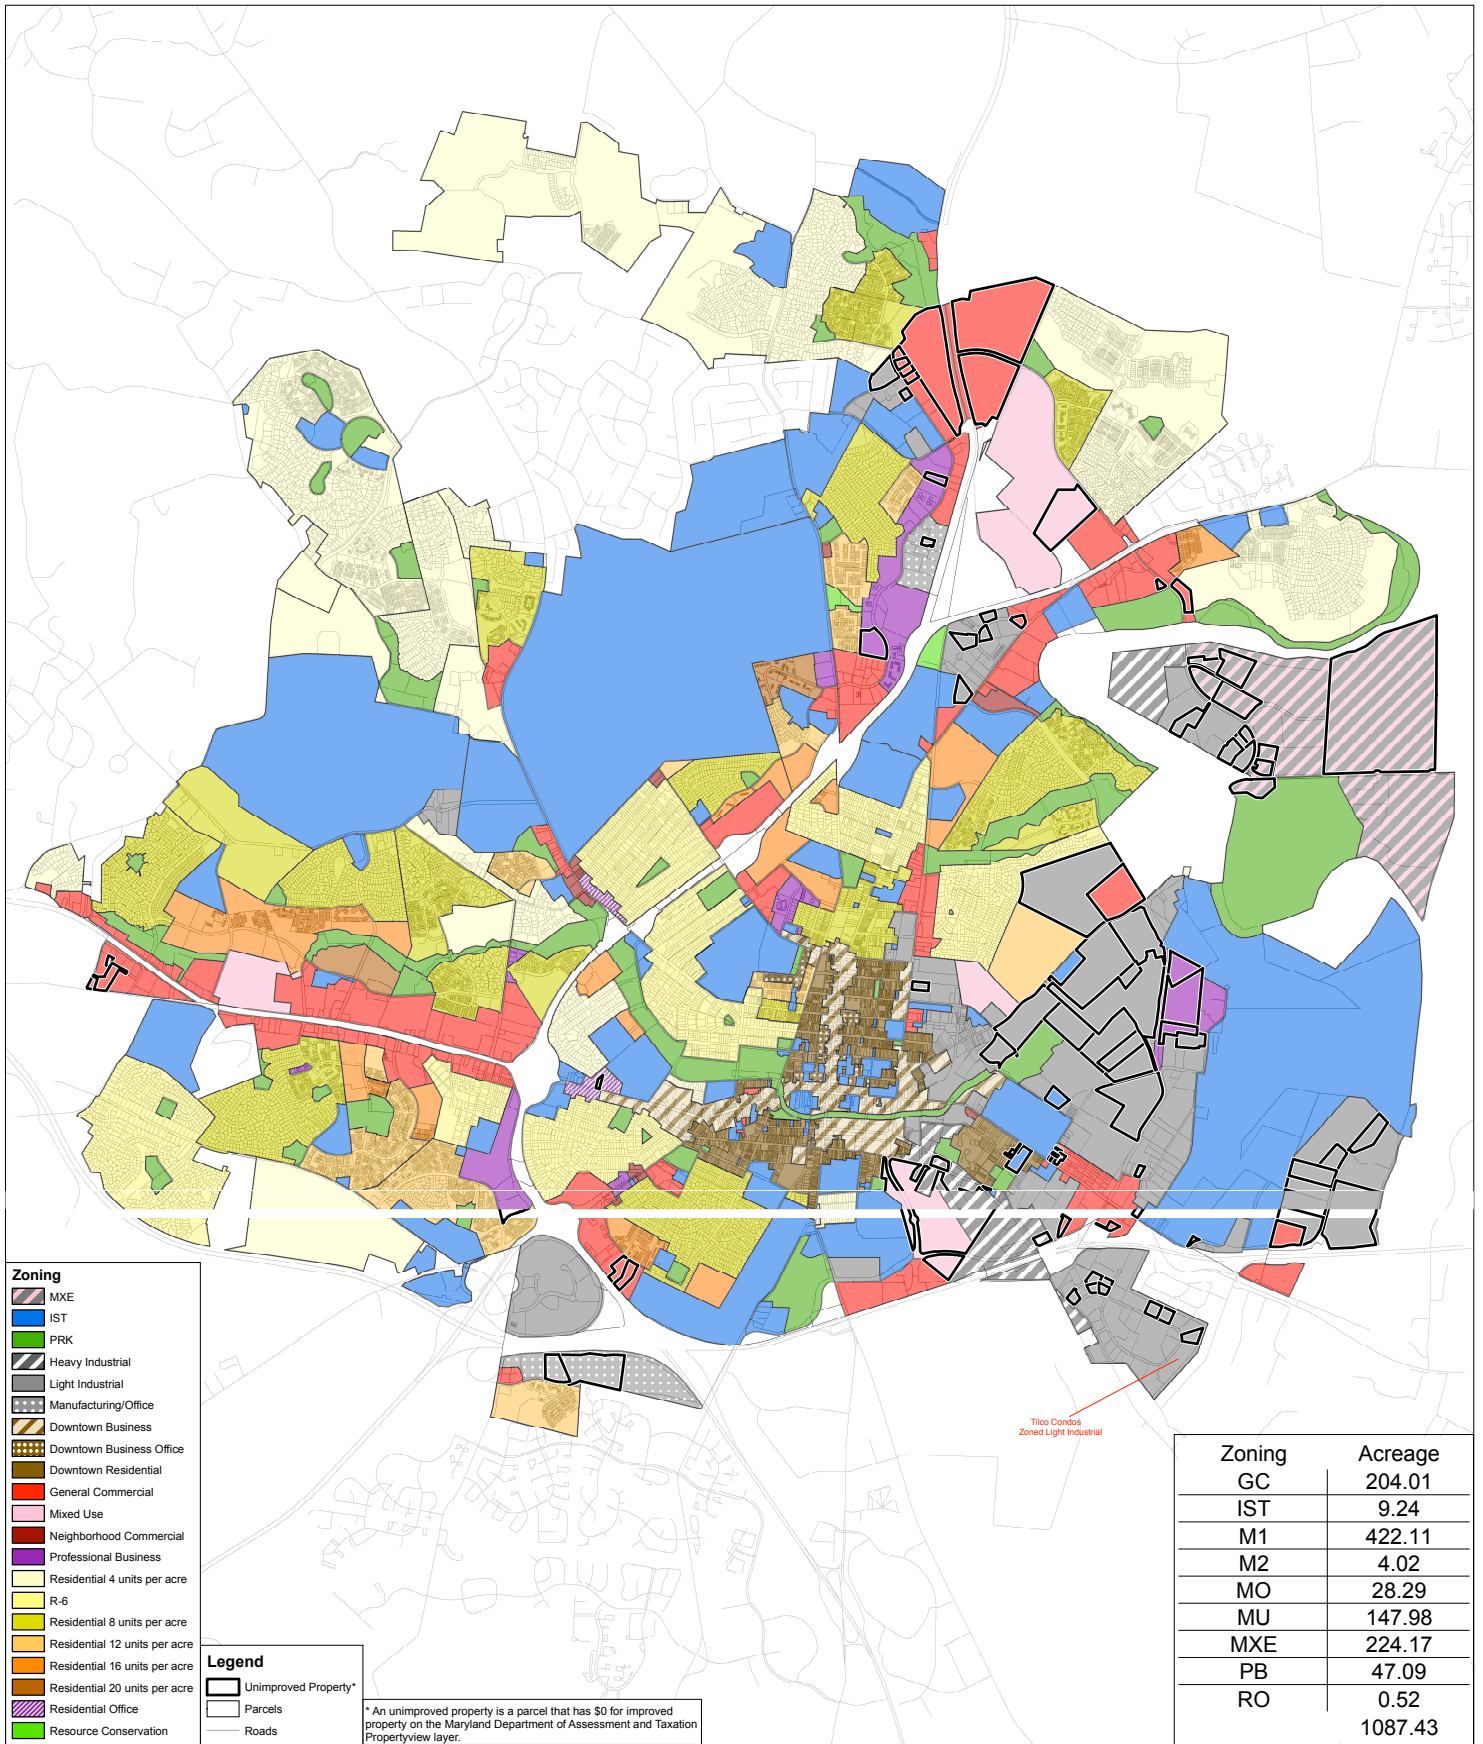 Tilco Condos
Zoned Light Industrial
Zoning
MXE
IST
PRK
Heavy Industrial
Light Industrial
Manufacturing/Office
Downtown Business
Downtown Business Office
Downtown Residential
General Commercial
Mixed Use
Neighborhood Commercial
Professional Business
Residential 4 units per acre
R-6
Residential 8 units per acre
Residential 12 units per acre
Residential 16 units per acre
Residential 20 units per acre
Residential Office
Resource Conservation
Legend
Unimproved Property*
Parcels
Roads
* An unimproved property is a parcel that has $0 for improved
property on the Maryland Department of Assessment and Taxation
Propertyview layer.
Zoning Acreage
GC 204.01
IST 9.24
M1 422.11
M2 4.02
MO 28.29
MU 147.98
MXE 224.17
PB 47.09
RO 0.52
1087.43